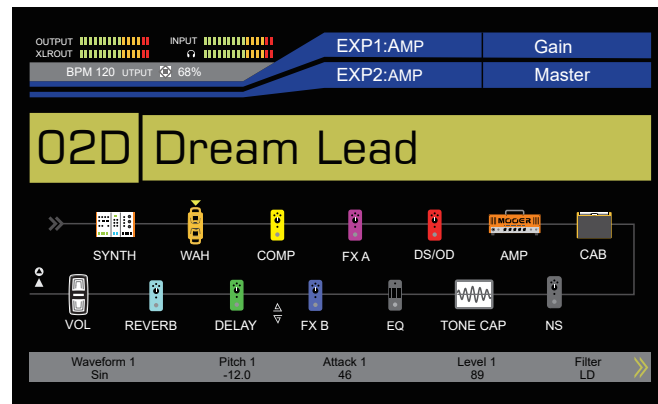 OUTPUT INPUT
XLROUT
BPM 120 UTPUT 68%
EXP1:AMP Gain
EXP2:AMP Master
02D Dream Lead
MOOER
SYNTH WAH COMP FX A DS/OD AMP CAB
VOL REVERB DELAY FX B EQ TONE CAP NS
Waveform 1 Pitch 1 Attack 1 Level 1 Filter
Sin -12.0 46 89 LD